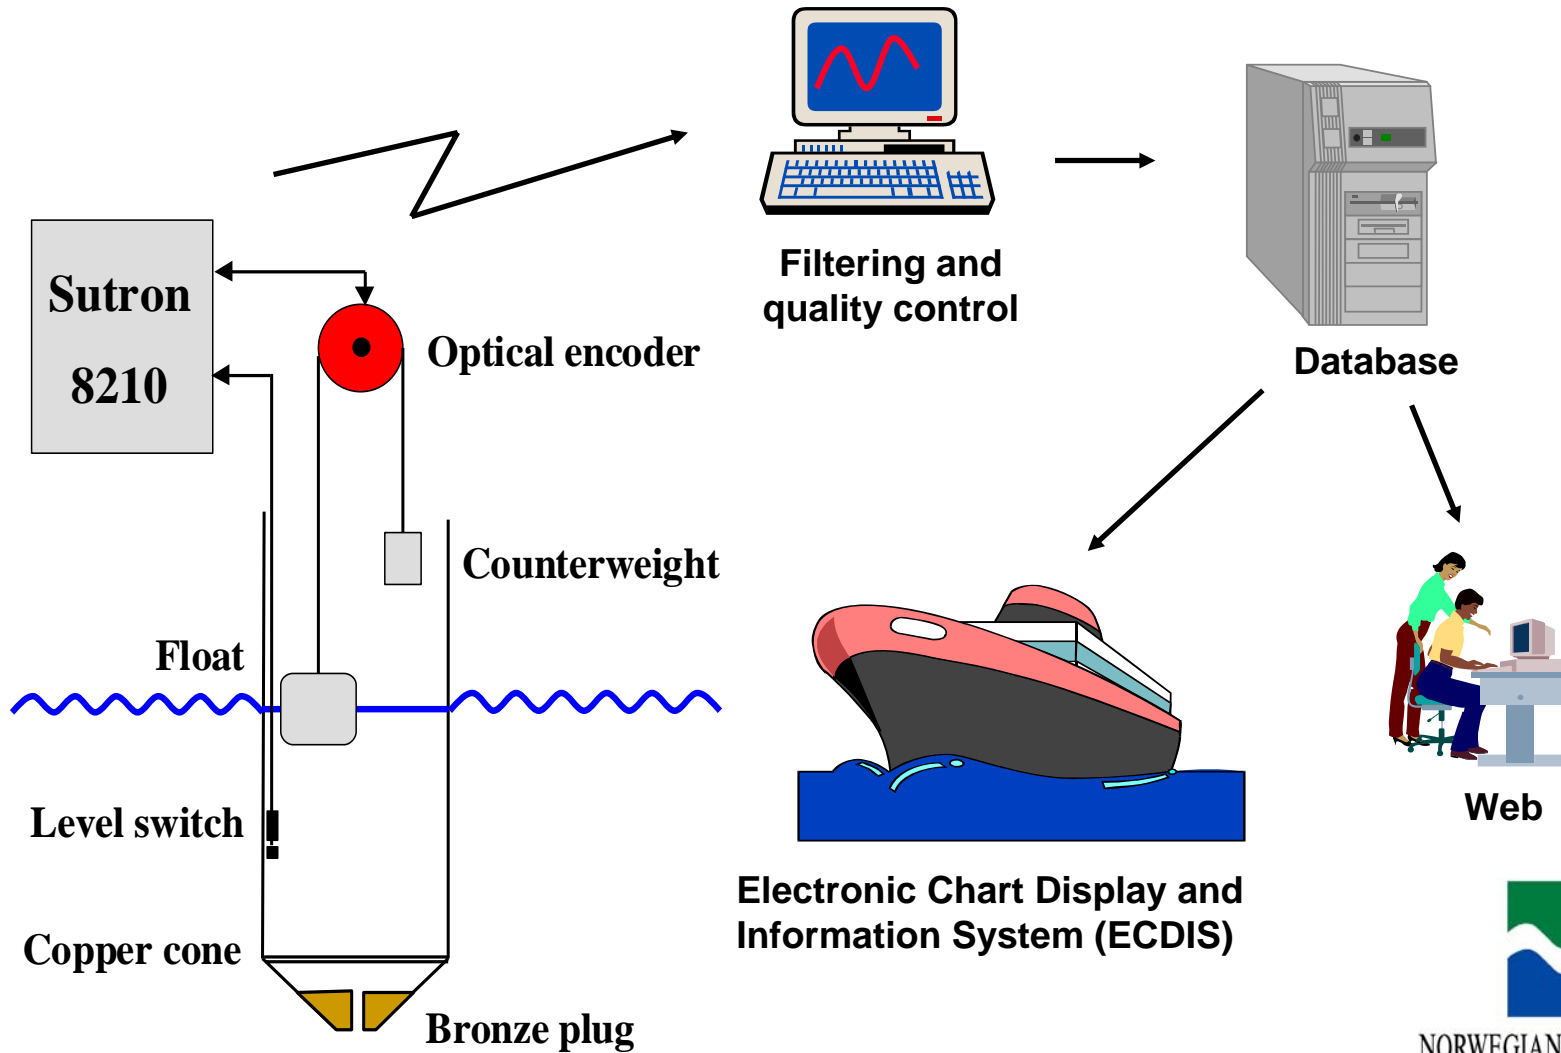 Sutron
8210
Optical encoder
Counterweight
Float
Level switch
Copper cone
Bronze plug
Filtering and
quality control
Database
Electronic Chart Display and
Information System (ECDIS)
Web
NORWEGIAN